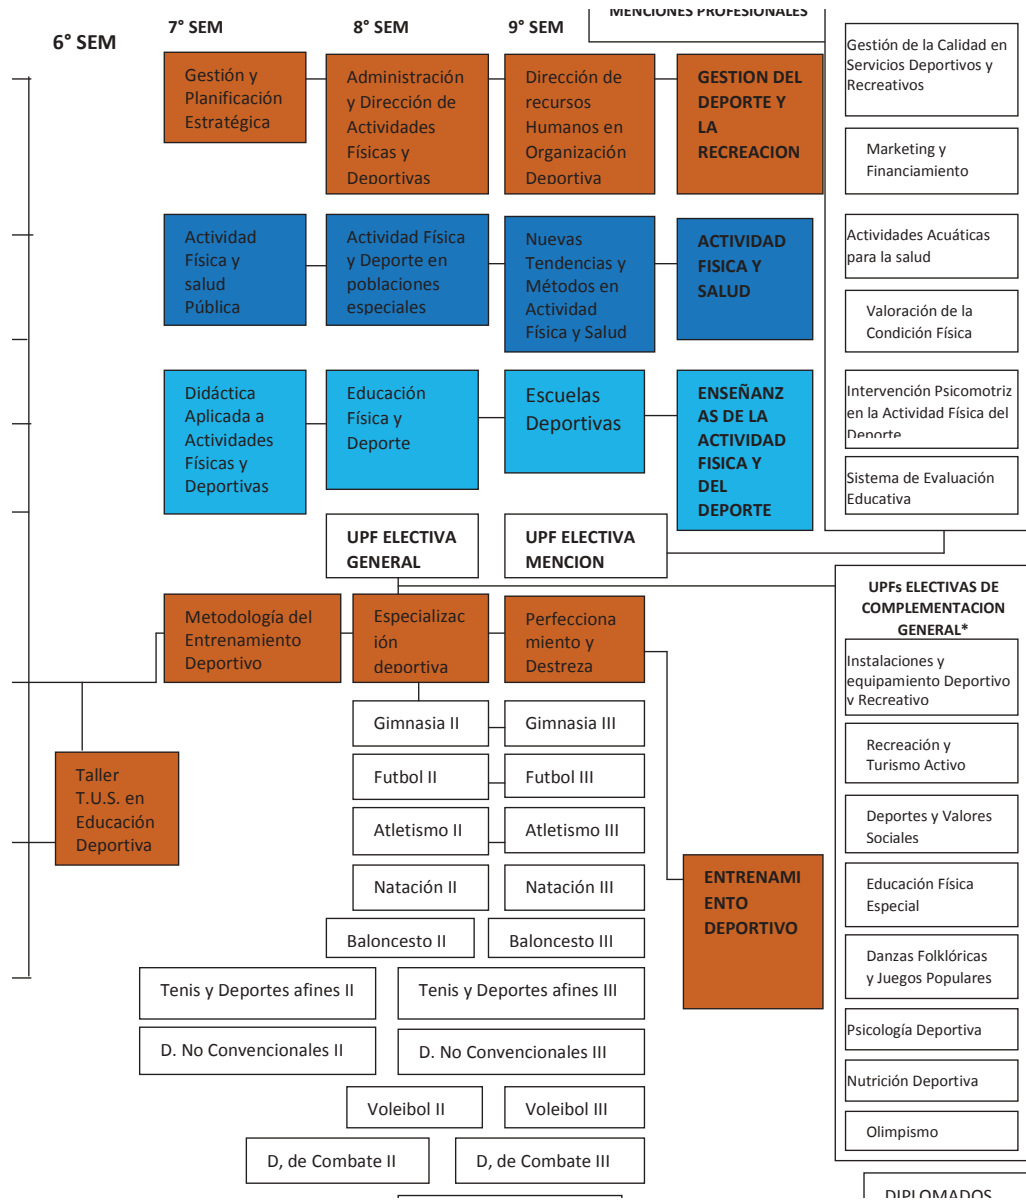 MENCIONES PROFESIONALES
6° SEM
7° SEM
8° SEM
9° SEM
Gestión y
Planificación
Estratégica
Administración
y Dirección de
Actividades
Físicas y
Deportivas
Dirección de
recursos
Humanos en
Organización
Deportiva
GESTION DEL
DEPORTE Y
LA
RECREACION
Gestión de la Calidad en
Servicios Deportivos y
Recreativos
Marketing y
Financiamiento
Actividad
Física y
salud
Pública
Actividad Física
y Deporte en
poblaciones
especiales
Nuevas
Tendencias y
Métodos en
Actividad
Física y Salud
ACTIVIDAD
FISICA Y
SALUD
Actividades Acuáticas
para la salud
Valoración de la
Condición Física
Didáctica
Aplicada a
Actividades
Físicas y
Deportivas
Educación
Física y
Deporte
Escuelas
Deportivas
ENSEÑANZ
AS DE LA
ACTIVIDAD
FISICA Y
DEL
DEPORTE
Intervención Psicomotriz
en la Actividad Física del
Deporte
Sistema de Evaluación
Educativa
UPF ELECTIVA
GENERAL
UPF ELECTIVA
MENCION
Metodología del
Entrenamiento
Deportivo
Especializac
ión
deportiva
Perfecciona
miento y
Destreza
Taller
T.U.S. en
Educación
Deportiva
Gimnasia II
Gimnasia III
Futbol II
Futbol III
Atletismo II
Atletismo III
Natación II
Natación III
Baloncesto II
Baloncesto III
Tenis y Deportes afines II
Tenis y Deportes afines III
D. No Convencionales II
D. No Convencionales III
Voleibol II
Voleibol III
D, de Combate II
D, de Combate III
ENTRENAMI
ENTO
DEPORTIVO
UPFs ELECTIVAS DE
COMPLEMENTACION
GENERAL*
Instalaciones y
equipamiento Deportivo
y Recreativo
Recreación y
Turismo Activo
Deportes y Valores
Sociales
Educación Física
Especial
Danzas Folklóricas
y Juegos Populares
Psicología Deportiva
Nutrición Deportiva
Olimpismo
DIPLOMADOS